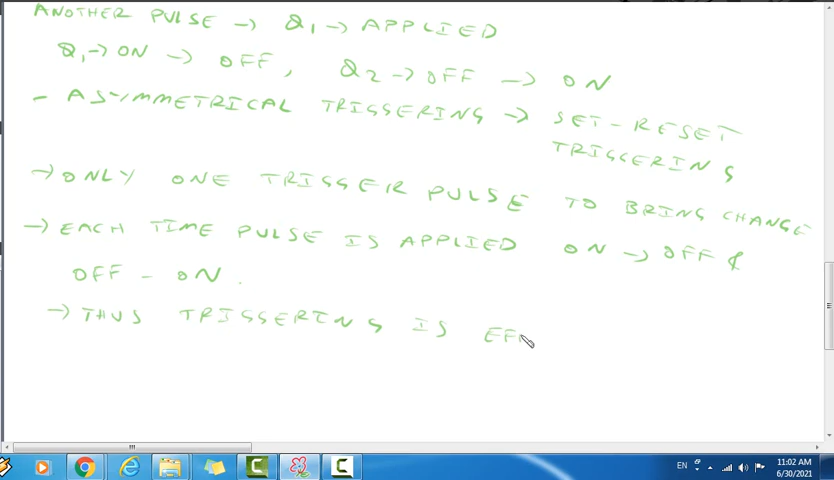 ANOTHER PULSE → Q1 → APPLIED
Q1 → ON → OFF, Q2 → OFF → ON
- ASYMMETRICAL TRIGGERING → SET-RESET
TRIGGERING
→ ONLY ONE TRIGGER PULSE TO BRING CHANGE
→ EACH TIME PULSE IS APPLIED ON → OFF &
OFF - ON.
→ THUS TRIGGERING IS EFF
EN
11:02 AM
6/30/2021